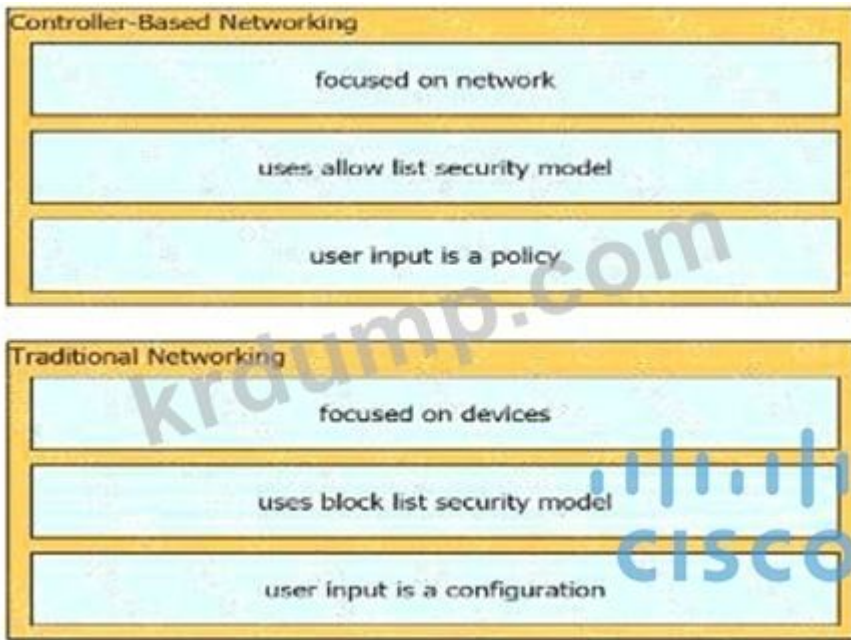 Controller-Based Networking
focused on network
uses allow list security model
user input is a policy
krdump.com
Traditional Networking
focused on devices
uses block list security model
user input is a configuration
CISCO